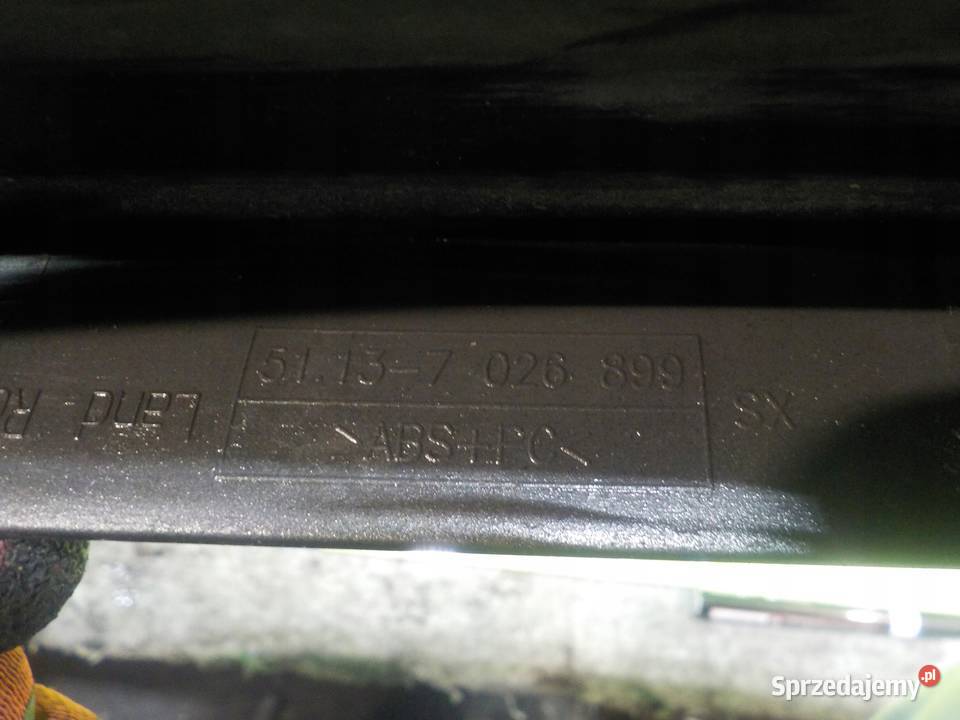 51.13-7 026 899
>ABS+PC<
SX
Land
Sprzedajemy.pl